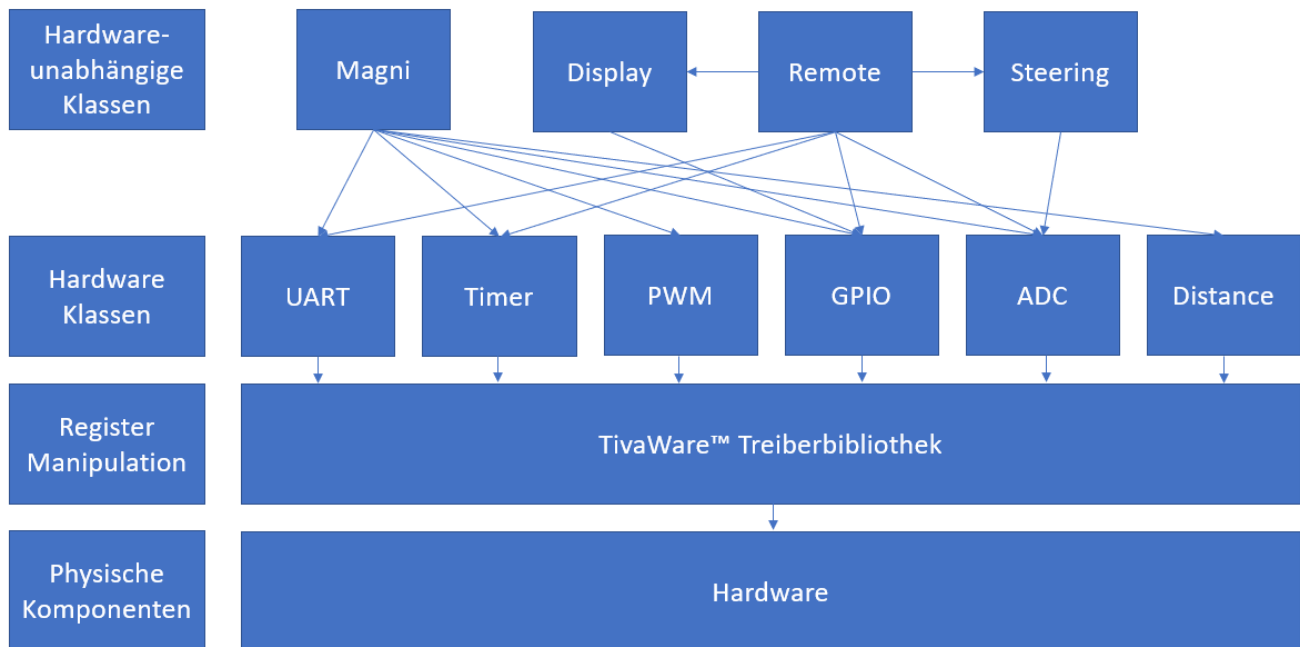 Hardware-
unabhängige
Klassen
Magni
Display
Remote
Steering
Hardware
Klassen
UART
Timer
PWM
GPIO
ADC
Distance
Register
Manipulation
TivaWare™ Treiberbibliothek
Physische
Komponenten
Hardware